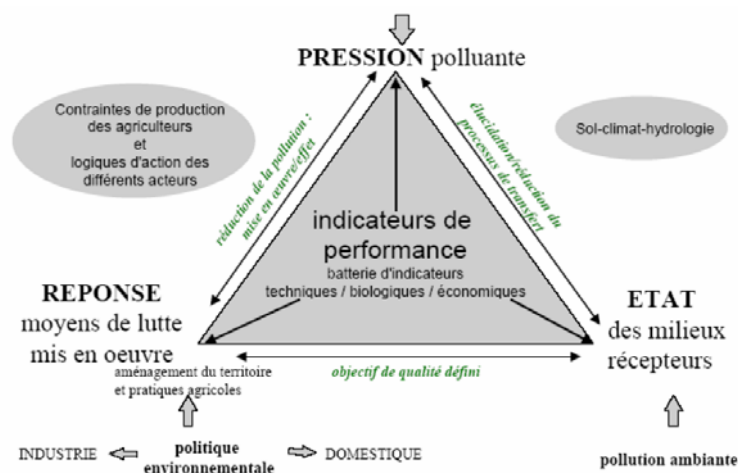 PRESSION polluante
Contraintes de production
des agriculteurs
et
logiques d'action des
différents acteurs
réduction de la pollution :
mise en œuvre/effet
élucidation/réduction du
processus de transfert
Sol-climat-hydrologie
indicateurs de
performance
batterie d'indicateurs
techniques / biologiques / économiques
REPONSE
moyens de lutte
mis en oeuvre
aménagement du territoire
et pratiques agricoles
ETAT
des milieux
récepteurs
objectif de qualité défini
INDUSTRIE
politique
environnementale
DOMESTIQUE
pollution ambiante